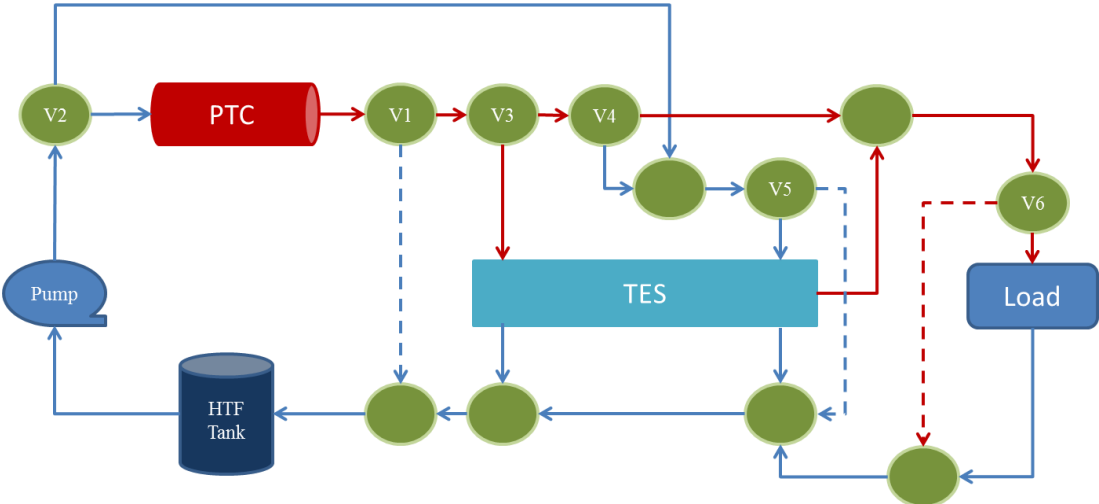 V2
PTC
V1
V3
V4
V5
V6
Pump
TES
Load
HTF
Tank